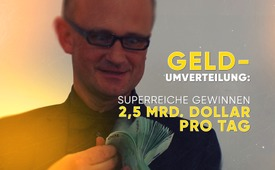 GELD-
UMVERTEILUNG:
SUPERREICHE GEWINNEN
2,5 MRD. DOLLAR
PRO TAG